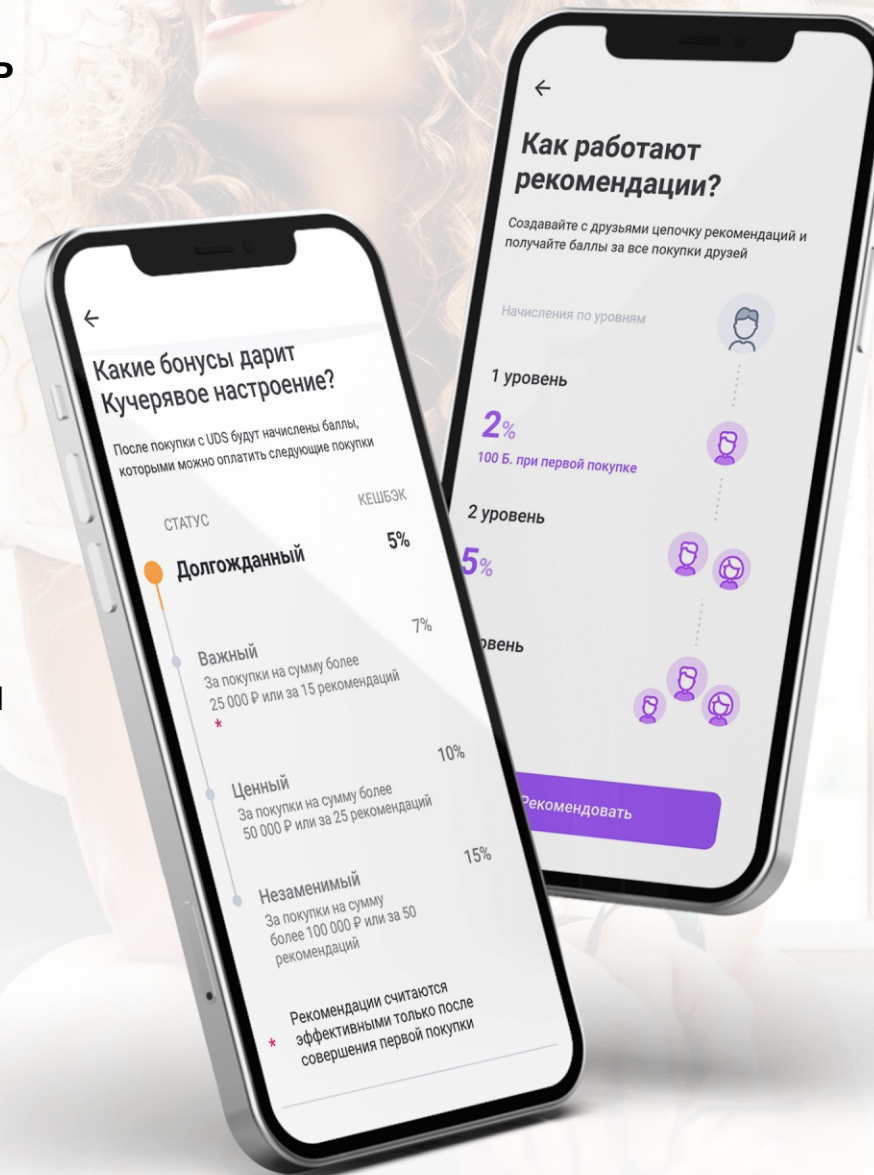 ь
Какие бонусы дарит
Кучерявое настроение?
После покупки с UDS будут начислены баллы,
которыми можно оплатить следующие покупки
СТАТУС
КЕШБЭК
Долгожданный
5%
Важный
7%
За покупки на сумму более
25 000 ₽ или за 15 рекомендаций
*
Ценный
10%
За покупки на сумму более
50 000 ₽ или за 25 рекомендаций
Незаменимый
15%
За покупки на сумму
более 100 000 ₽ или за 50
рекомендаций
* Рекомендации считаются
эффективными только после
совершения первой покупки
Как работают
рекомендации?
Создавайте с друзьями цепочку рекомендаций и
получайте баллы за все покупки друзей
Начисления по уровням
1 уровень
2%
100 Б. при первой покупке
2 уровень
5%
овень
Рекомендовать